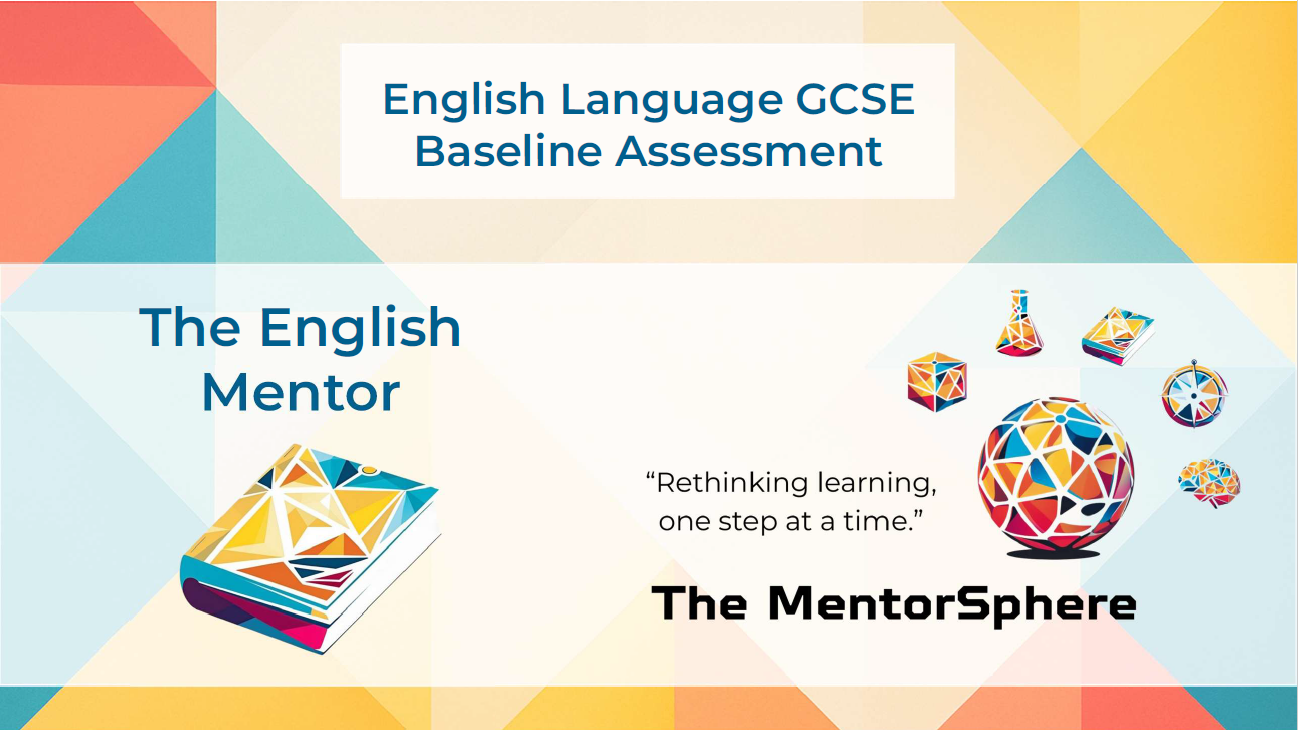 English Language GCSE
Baseline Assessment
The English
Mentor
“Rethinking learning,
one step at a time.”
The MentorSphere